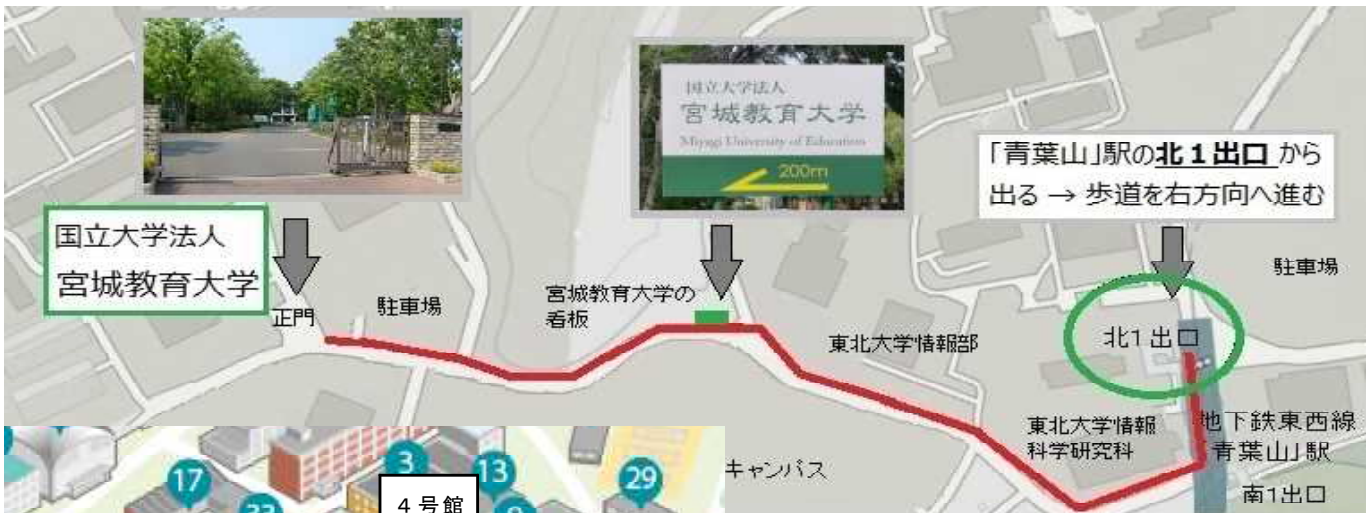 国立大学法人
宮城教育大学
Miyagi University of Education
200m
「青葉山」駅の北1出口 から
出る → 歩道を右方向へ進む
国立大学法人
宮城教育大学
正門
駐車場
宮城教育大学の
看板
東北大学情報部
北1出口
駐車場
東北大学情報
科学研究科
地下鉄東西線
青葉山」駅
南1出口
キャンパス
17
3
13
29
4号館